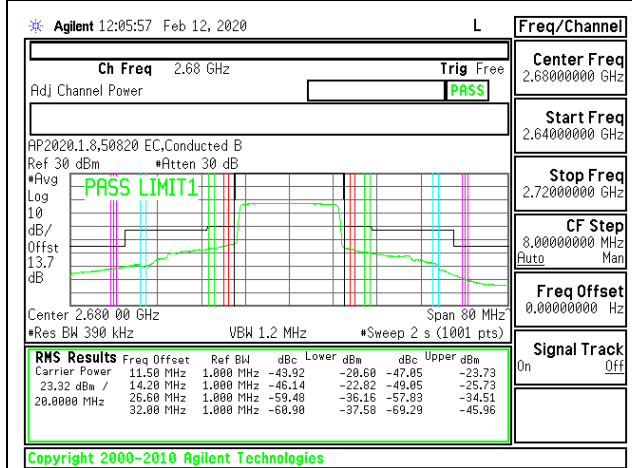 Agilent 12:05:57 Feb 12, 2020 L
Freq/Channel
Ch Freq 2.68 GHz Trig Free
Adj Channel Power PASS
AP2020.1.8,50820 EC,Conducted B
Ref 30 dBm #Atten 30 dB
#Avg
Log
10
dB/
Offst
13.7
dB
PASS LIMIT1
Center 2.680 00 GHz Span 80 MHz^
#Res BW 390 kHz VBW 1.2 MHz #Sweep 2 s (1001 pts)
RMS Results Freq Offset Ref BW dBc Lower dBm dBc Upper dBm
Carrier Power 11.50 MHz 1.000 MHz -43.92 -20.60 -47.05 -23.73
23.32 dBm / 14.20 MHz 1.000 MHz -46.14 -22.82 -49.05 -25.73
20.0000 MHz 26.60 MHz 1.000 MHz -59.48 -36.16 -57.83 -34.51
32.00 MHz 1.000 MHz -60.90 -37.58 -69.29 -45.96
Copyright 2000-2010 Agilent Technologies
Center Freq
2.68000000 GHz
Start Freq
2.64000000 GHz
Stop Freq
2.72000000 GHz
CF Step
8.00000000 MHz
Auto Man
Freq Offset
0.00000000 Hz
Signal Track
On Off